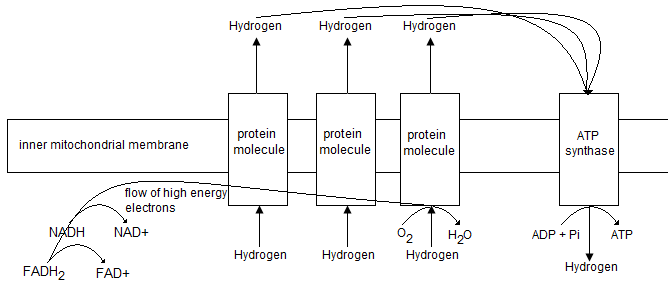 Hydrogen Hydrogen Hydrogen
protein
molecule
protein
molecule
protein
molecule
ATP
synthase
inner mitochondrial membrane
flow of high energy
electrons
NADH NAD+
FADH2 FAD+
Hydrogen Hydrogen Hydrogen
O2 H2O
ADP + Pi ATP
Hydrogen